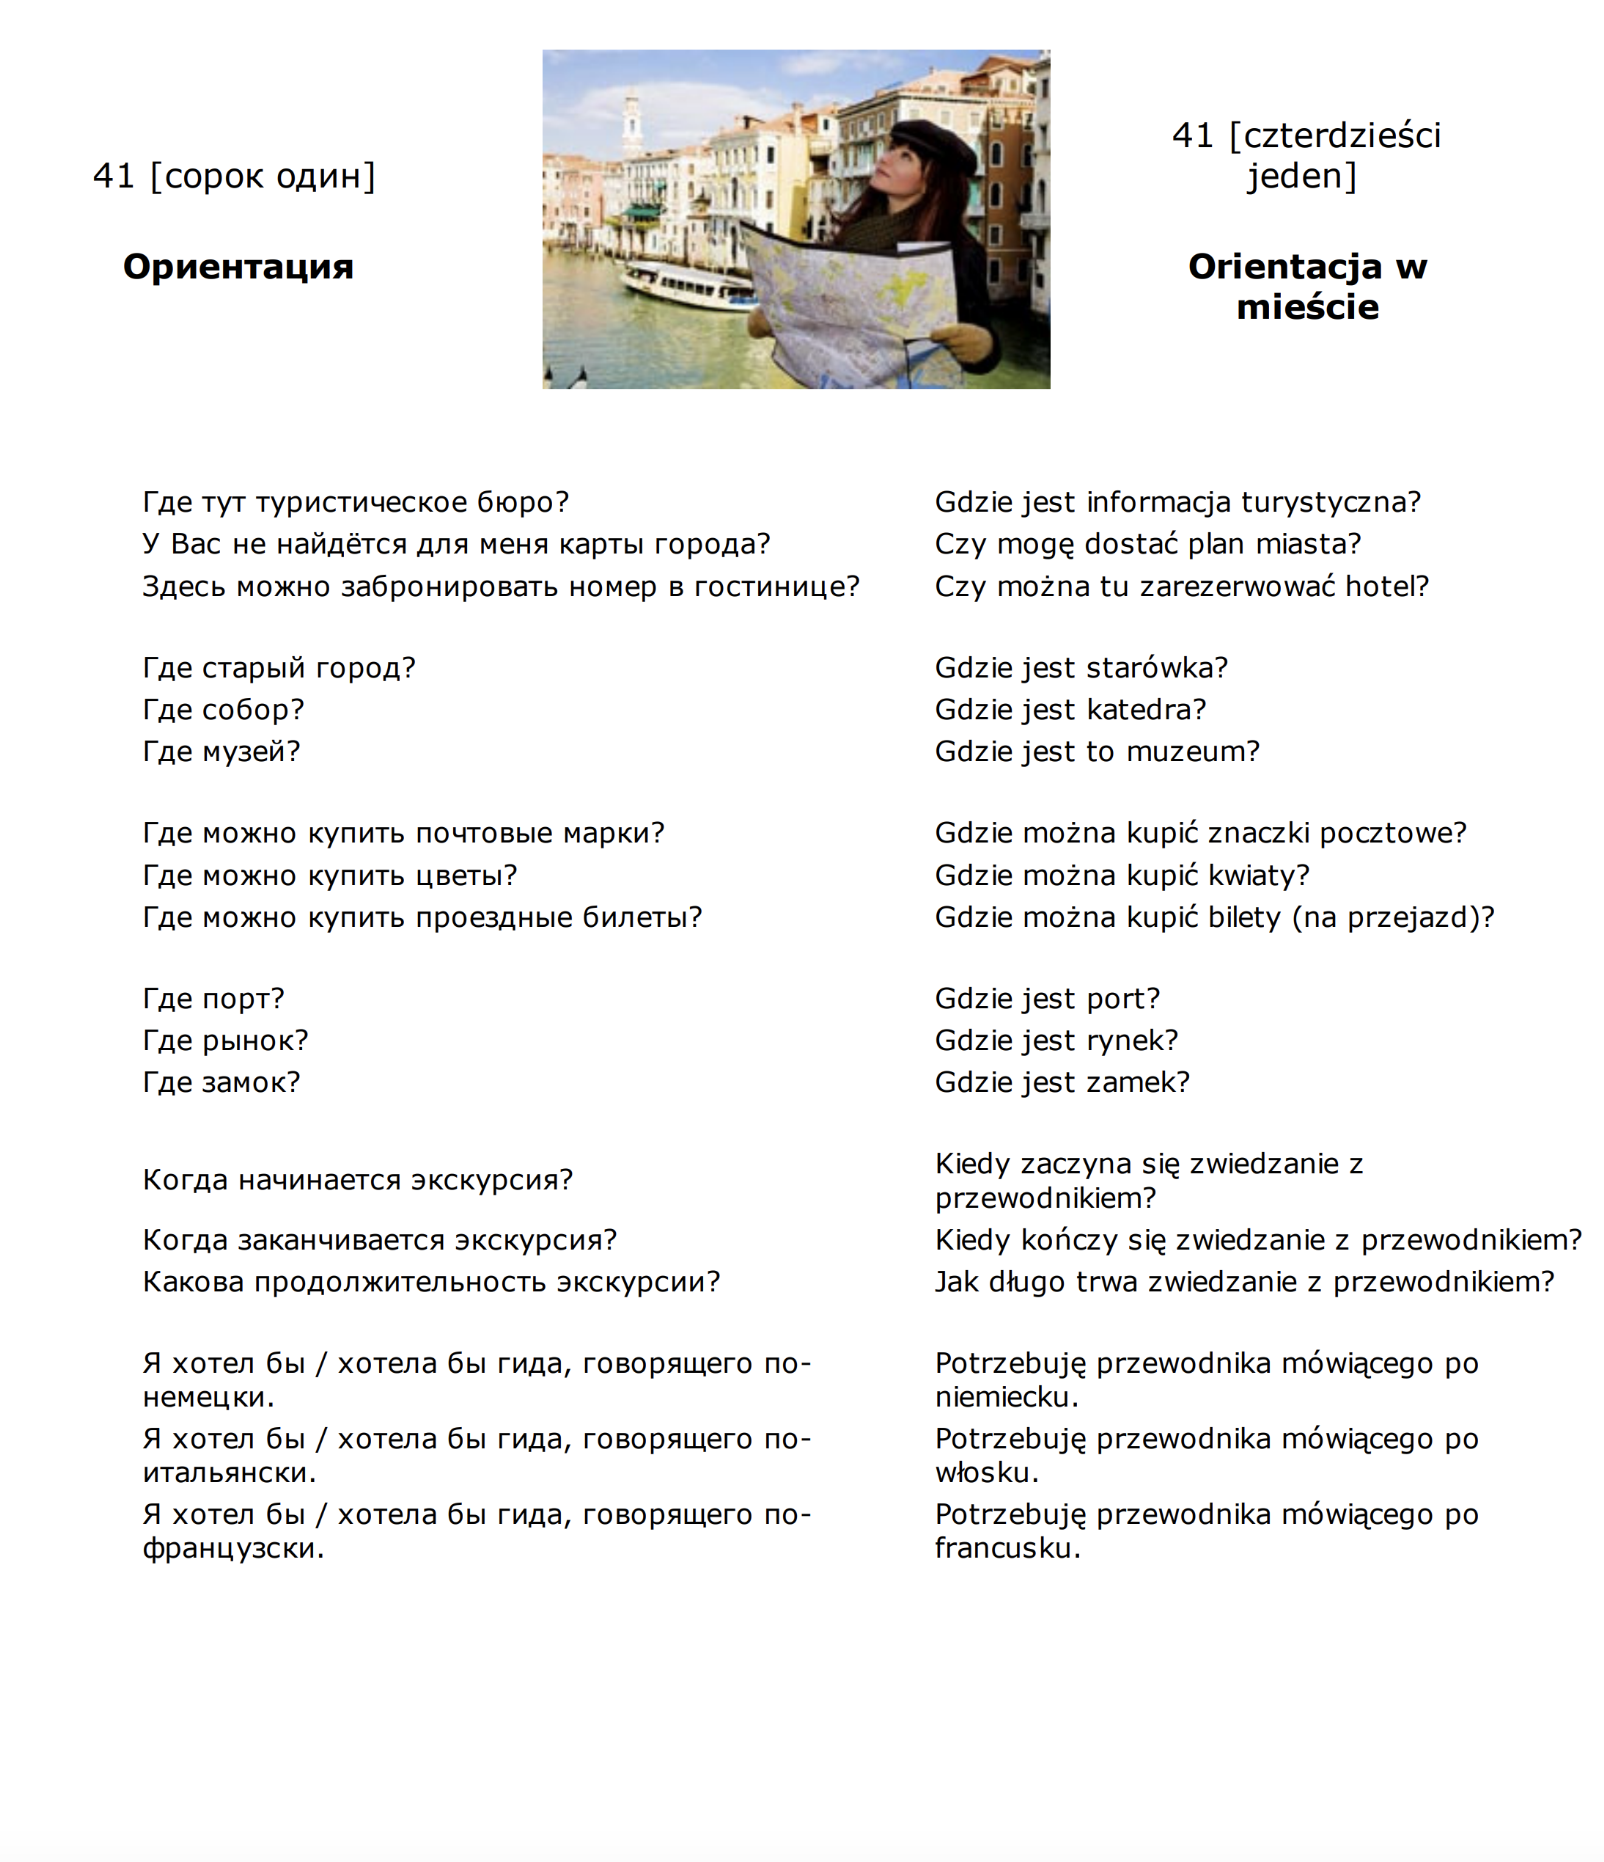 41 [сорок один]
Ориентация
41 [czterdzieści
jeden]
Orientacja w
mieście
Где тут туристическое бюро?
Gdzie jest informacja turystyczna?
У Вас не найдётся для меня карты города?
Czy mogę dostać plan miasta?
Здесь можно забронировать номер в гостинице?
Czy można tu zarezerwować hotel?
Где старый город?
Gdzie jest starówka?
Где собор?
Gdzie jest katedra?
Где музей?
Gdzie jest to muzeum?
Где можно купить почтовые марки?
Gdzie można kupić znaczki pocztowe?
Где можно купить цветы?
Gdzie można kupić kwiaty?
Где можно купить проездные билеты?
Gdzie można kupić bilety (na przejazd)?
Где порт?
Gdzie jest port?
Где рынок?
Gdzie jest rynek?
Где замок?
Gdzie jest zamek?
Когда начинается экскурсия?
Kiedy zaczyna się zwiedzanie z
przewodnikiem?
Когда заканчивается экскурсия?
Kiedy kończy się zwiedzanie z przewodnikiem?
Какова продолжительность экскурсии?
Jak długo trwa zwiedzanie z przewodnikiem?
Я хотел бы / хотела бы гида, говорящего по-
немецки.
Potrzebuję przewodnika mówiącego po
niemiecku.
Я хотел бы / хотела бы гида, говорящего по-
итальянски.
Potrzebuję przewodnika mówiącego po
włosku.
Я хотел бы / хотела бы гида, говорящего по-
французски.
Potrzebuję przewodnika mówiącego po
francusku.